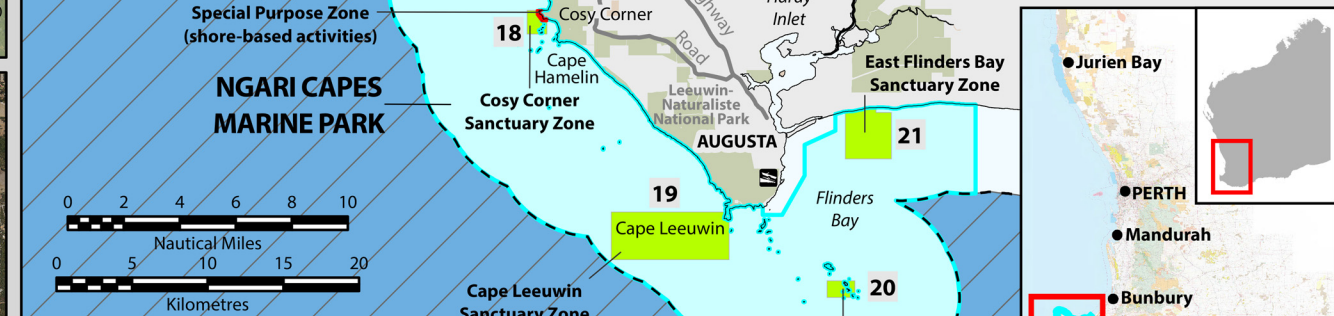 Special Purpose Zone
(shore-based activities)
18
Cosy Corner
Cape
Hamelin
Cosy Corner
Sanctuary Zone
NGARI CAPES
MARINE PARK
Road
Inlet
Leeuwin-
Naturaliste
National Park
AUGUSTA
East Flinders Bay
Sanctuary Zone
21
Flinders
Bay
19
Cape Leeuwin
20
Cape Leeuwin
Sanctuary Zone
0 2 4 6 8 10
Nautical Miles
0 5 10 15 20
Kilometres
Jurien Bay
PERTH
Mandurah
Bunbury